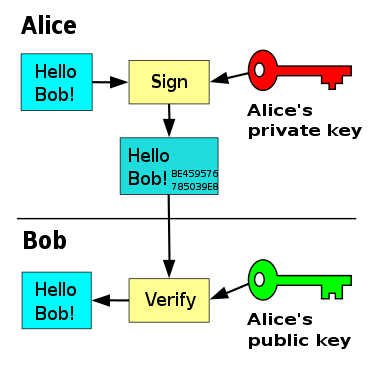 Alice
Hello
Bob!
Sign
Alice's
private key
Hello
Bob! BE459576
785039E8
Bob
Hello
Bob!
Verify
Alice's
public key